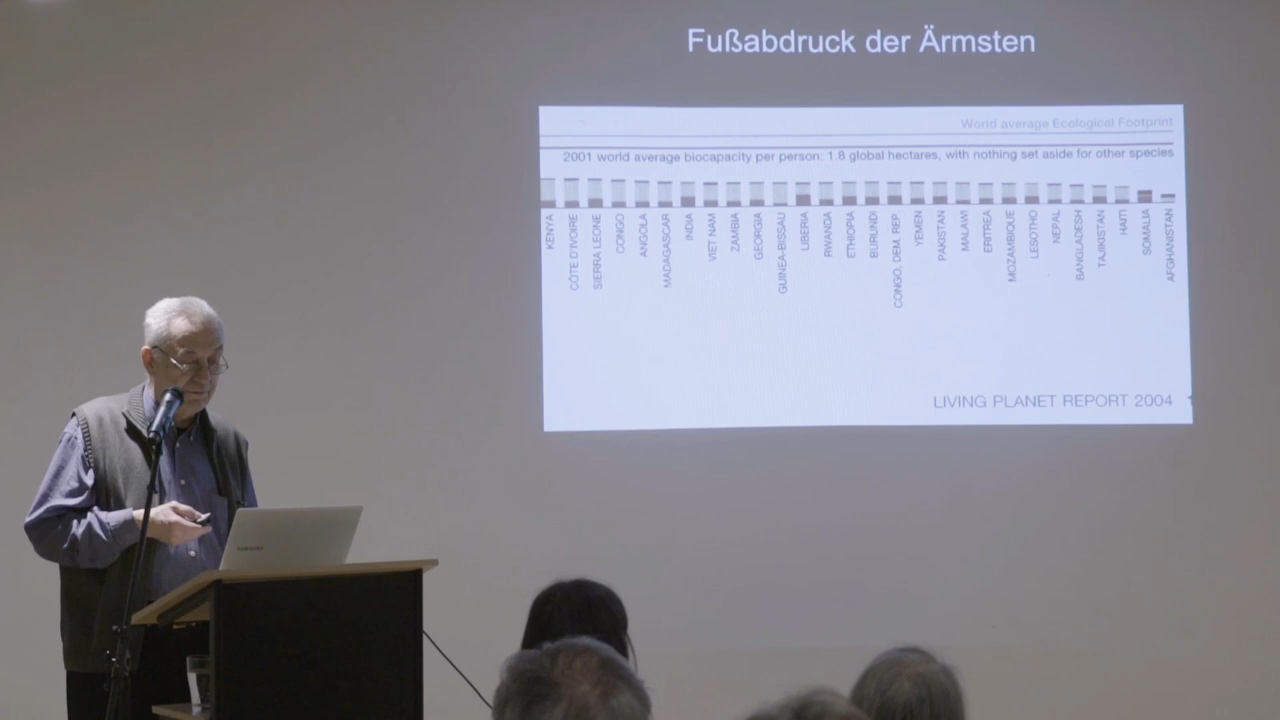 Fußabdruck der Ärmsten
World average Ecological Footprint
2001 world average biocapacity per person: 1.8 global hectares, with nothing set aside for other species
KENYA
CÔTE D'IVOIRE
SIERRA LEONE
CONGO
ANGOLA
MADAGASCAR
INDIA
VIET NAM
ZAMBIA
GEORGIA
GUINEA-BISSAU
LIBERIA
RWANDA
ETHIOPIA
BURUNDI
CONGO, DEM. REP.
YEMEN
PAKISTAN
MALAWI
ERITREA
MOZAMBIQUE
LESOTHO
NEPAL
BANGLADESH
TAJIKISTAN
HAITI
SOMALIA
AFGHANISTAN
LIVING PLANET REPORT 2004
SAMSUNG